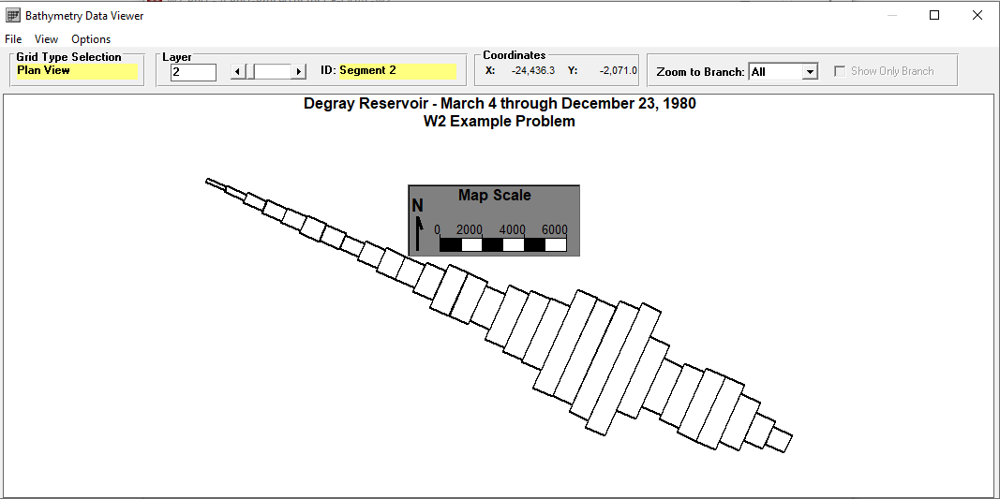 Bathymetry Data Viewer
File View Options
Grid Type Selection
Plan View
Layer
2
ID: Segment 2
Coordinates
X: -24,436.3 Y: -2,071.0
Zoom to Branch: All
Show Only Branch
Degray Reservoir - March 4 through December 23, 1980
W2 Example Problem
Map Scale
N
0 2000 4000 6000